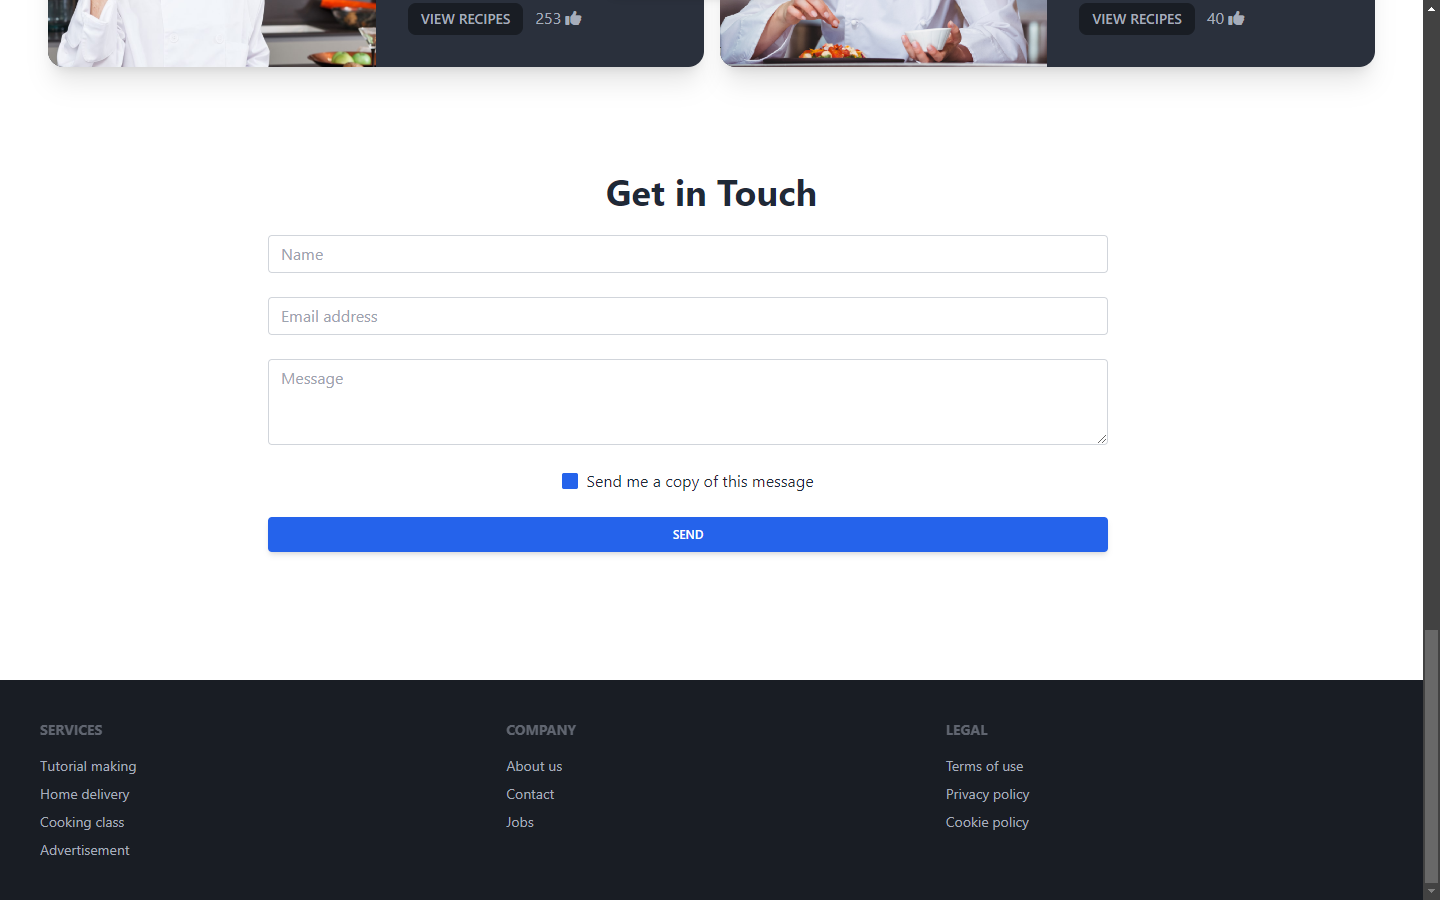 VIEW RECIPES 253
VIEW RECIPES 40
Get in Touch
Name
Email address
Message
Send me a copy of this message
SEND
SERVICES
Tutorial making
Home delivery
Cooking class
Advertisement
COMPANY
About us
Contact
Jobs
LEGAL
Terms of use
Privacy policy
Cookie policy